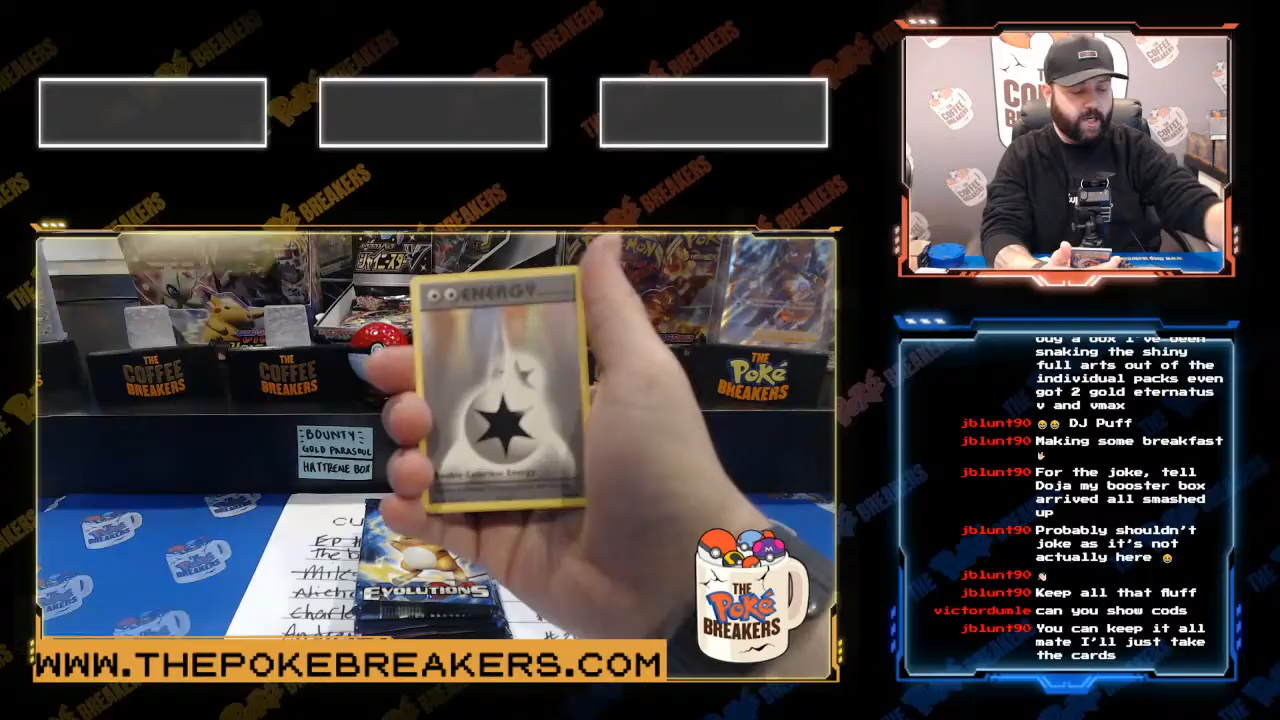 ENERGY
Double Colorless Energy
THE
COFFEE
BREAKERS
THE
COFFEE
BREAKERS
THE
Poké
BREAKERS
BOUNTY:
GOLD PARASOL
HATTRENE BOX
EVOLUTIONS
THE
Poké
BREAKERS
WWW.THEPOKEBREAKERS.COM
buy a box I've been
snaking the shiny
full arts out of the
individual packs even
got 2 gold eternatus
v and vmax
jblunt90 😂😂 DJ Puff
jblunt90 Making some breakfast
jblunt90 For the joke, tell
Doja my booster box
arrived all smashed
up
jblunt90 Probably shouldn't
joke as it's not
actually here
jblunt90
jblunt90 Keep all that fluff
victordumle can you show cods
jblunt90 You can keep it all
mate I'll just take
the cards